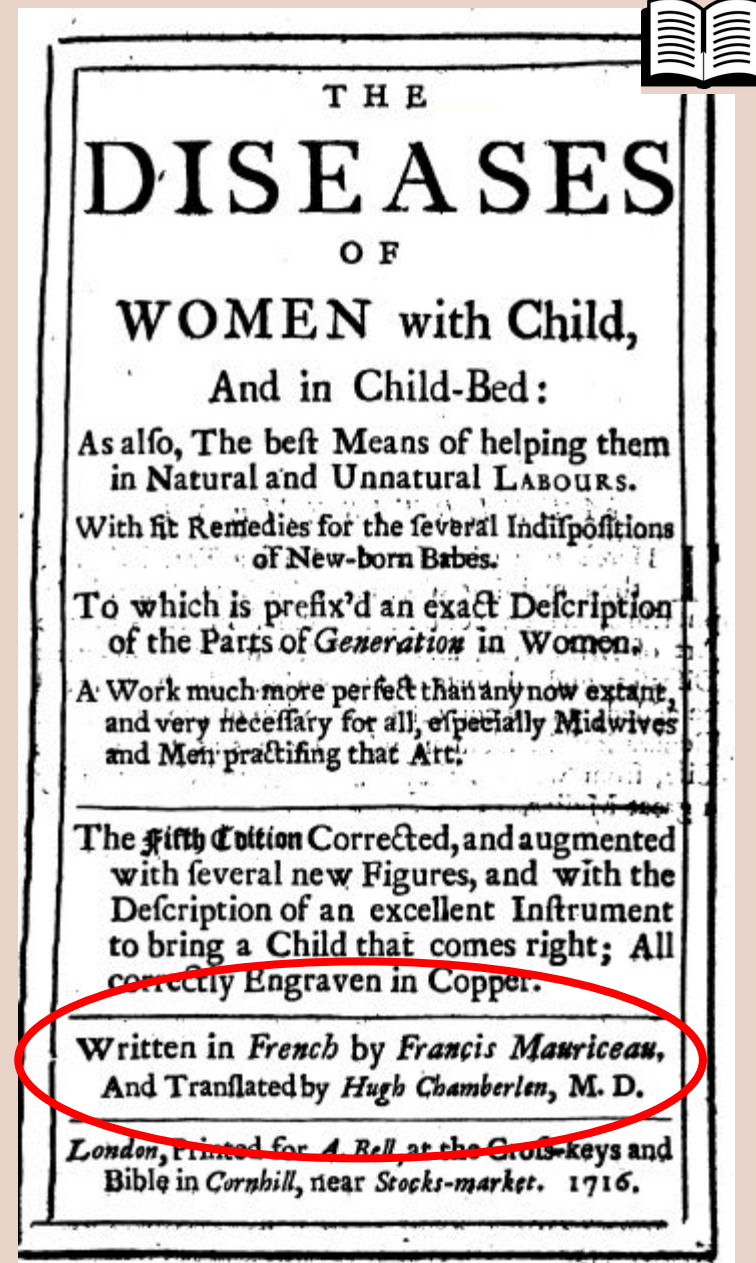 THE
DISEASES
OF
WOMEN with Child,
And in Child-Bed:
As alſo, The beſt Means of helping them
in Natural and Unnatural LABOURS.
With fit Remedies for the ſeveral Indiſpoſitions
of New-born Babes.
To which is prefix'd an exact Deſcription
of the Parts of Generation in Women.
A Work much more perfect than any now extant,
and very neceſſary for all, eſpecially Midwives
and Men practiſing that Art.
The Fifth Edition Corrected, and augmented
with ſeveral new Figures, and with the
Deſcription of an excellent Inſtrument
to bring a Child that comes right; All
correctly Engraven in Copper.
Written in French by Francis Mauriceau,
And Tranſlated by Hugh Chamberlen, M. D.
London, Printed for A. Bell, at the Croſs-keys and
Bible in Cornhill, near Stocks-market. 1716.